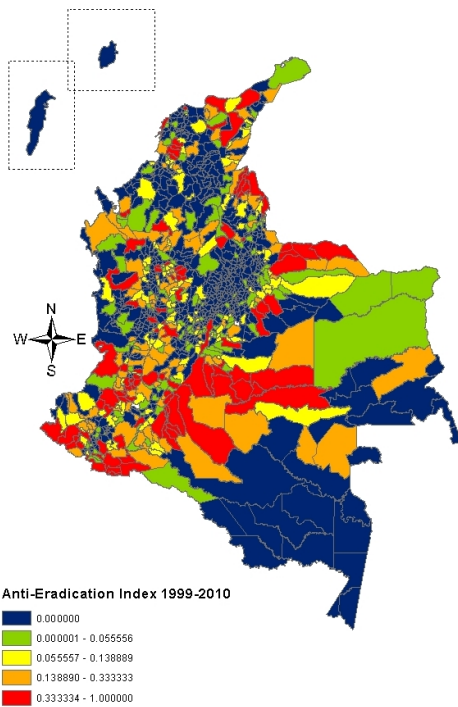 N
W E
S
Anti-Eradication Index 1999-2010
0.000000
0.000001 - 0.055556
0.055557 - 0.138889
0.138890 - 0.333333
0.333334 - 1.000000